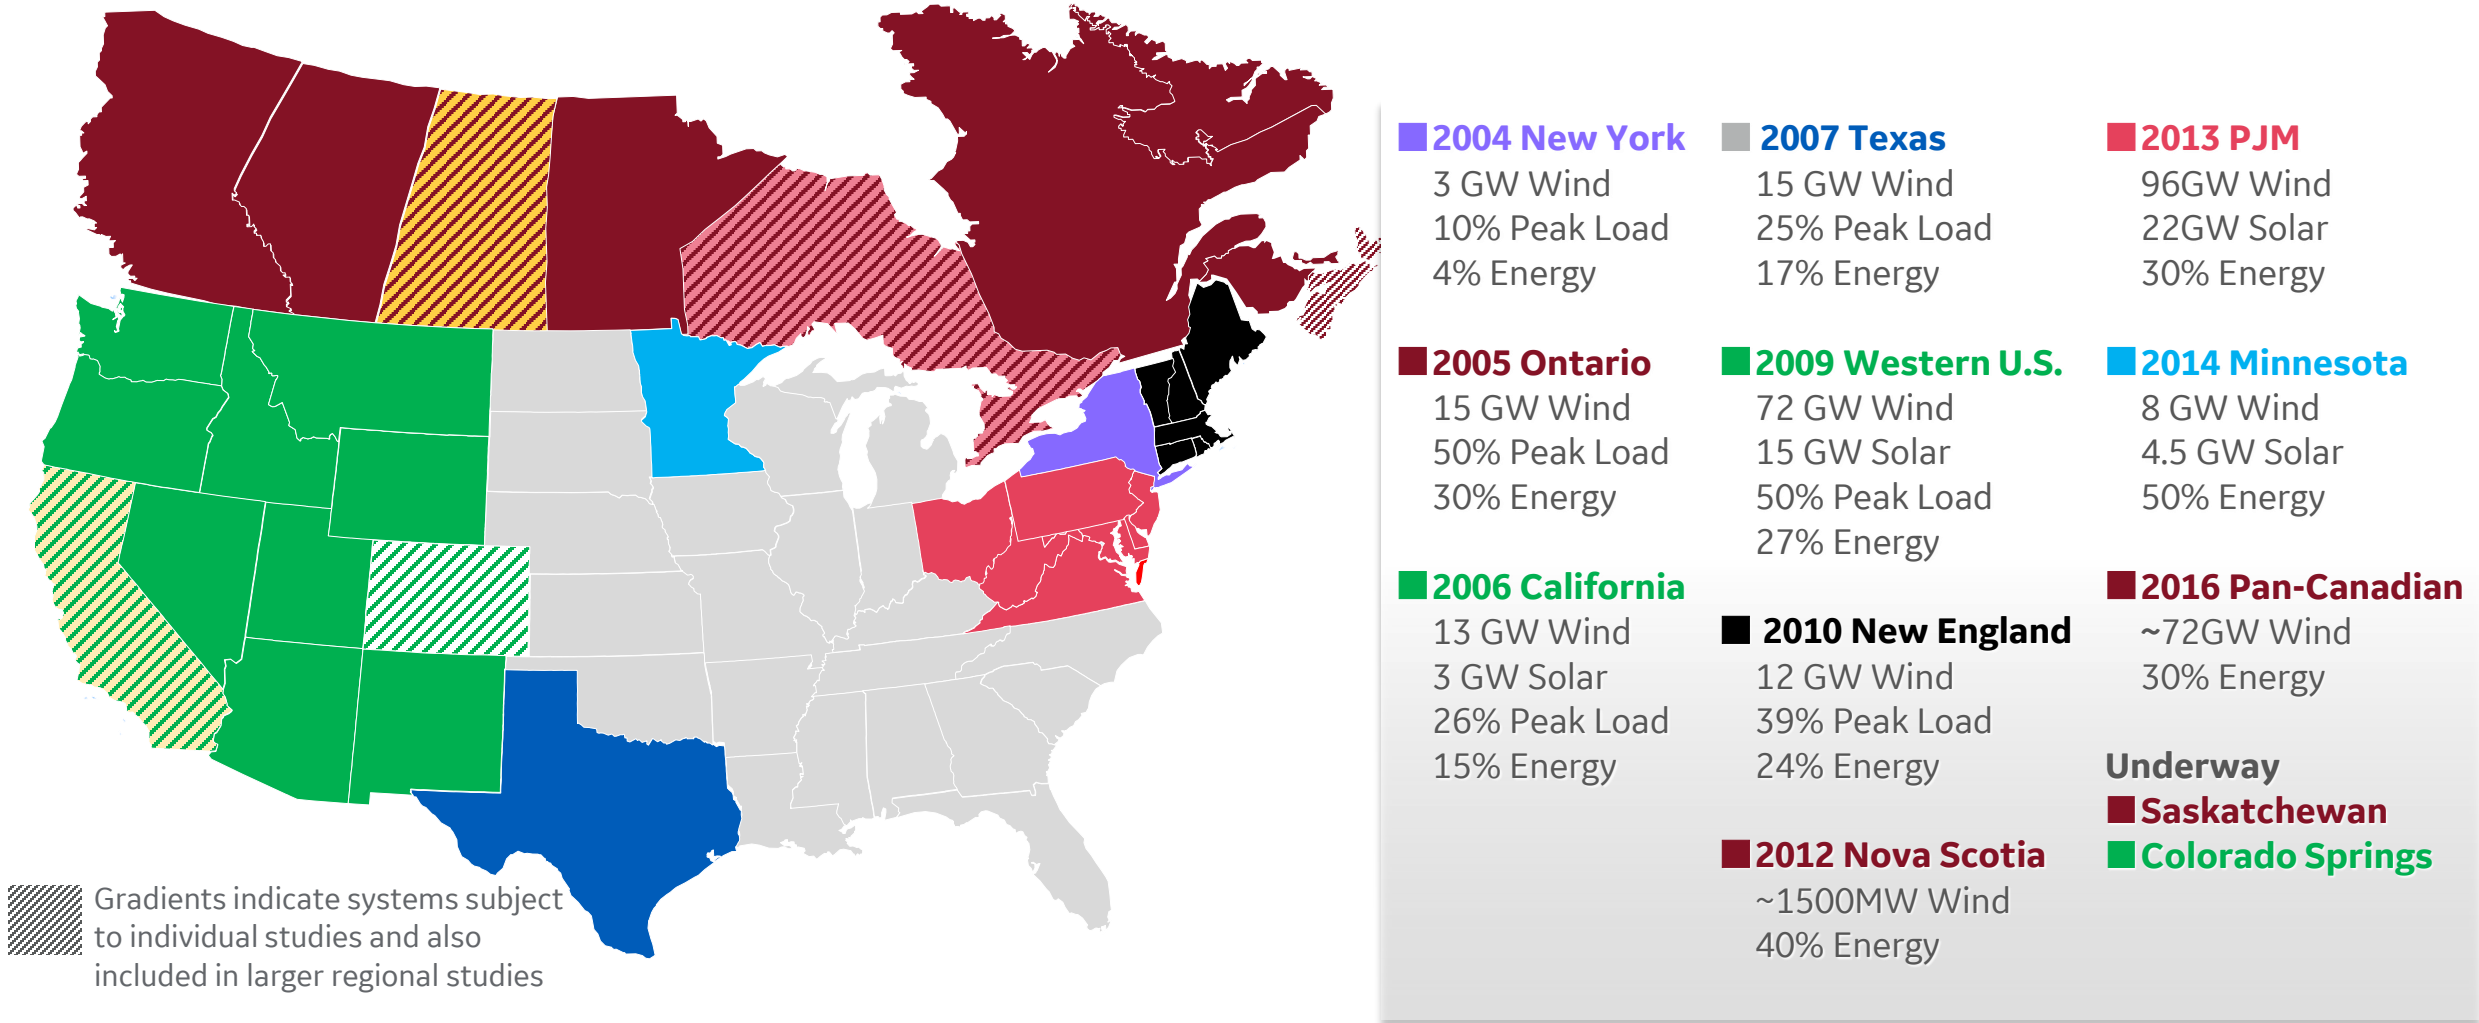 2004 New York
3 GW Wind
10% Peak Load
4% Energy
2005 Ontario
15 GW Wind
50% Peak Load
30% Energy
2006 California
13 GW Wind
3 GW Solar
26% Peak Load
15% Energy
2007 Texas
15 GW Wind
25% Peak Load
17% Energy
2009 Western U.S.
72 GW Wind
15 GW Solar
50% Peak Load
27% Energy
2010 New England
12 GW Wind
39% Peak Load
24% Energy
2012 Nova Scotia
~1500MW Wind
40% Energy
2013 PJM
96GW Wind
22GW Solar
30% Energy
2014 Minnesota
8 GW Wind
4.5 GW Solar
50% Energy
2016 Pan-Canadian
~72GW Wind
30% Energy
Underway
Saskatchewan
Colorado Springs
Gradients indicate systems subject
to individual studies and also
included in larger regional studies